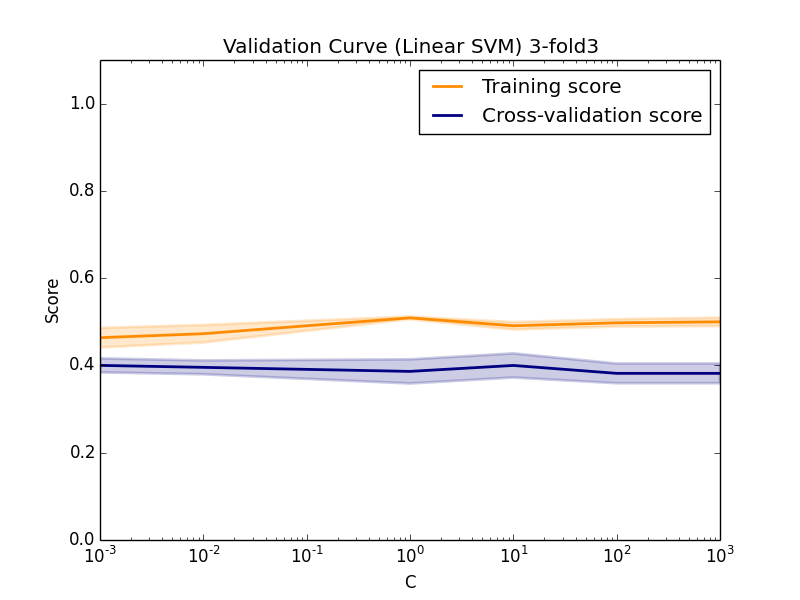 Validation Curve (Linear SVM) 3-fold3
Training score
Cross-validation score
1.0
0.8
0.6
0.4
0.2
0.0
Score
10^-3 10^-2 10^-1 10^0 10^1 10^2 10^3
C